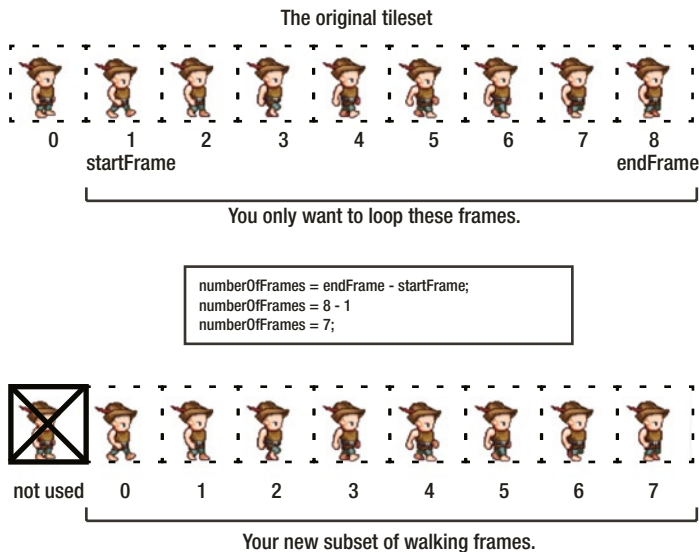 The original tileset
0 1 2 3 4 5 6 7 8
startFrame endFrame
You only want to loop these frames.
numberOfFrames = endFrame - startFrame;
numberOfFrames = 8 - 1
numberOfFrames = 7;
not used 0 1 2 3 4 5 6 7
Your new subset of walking frames.